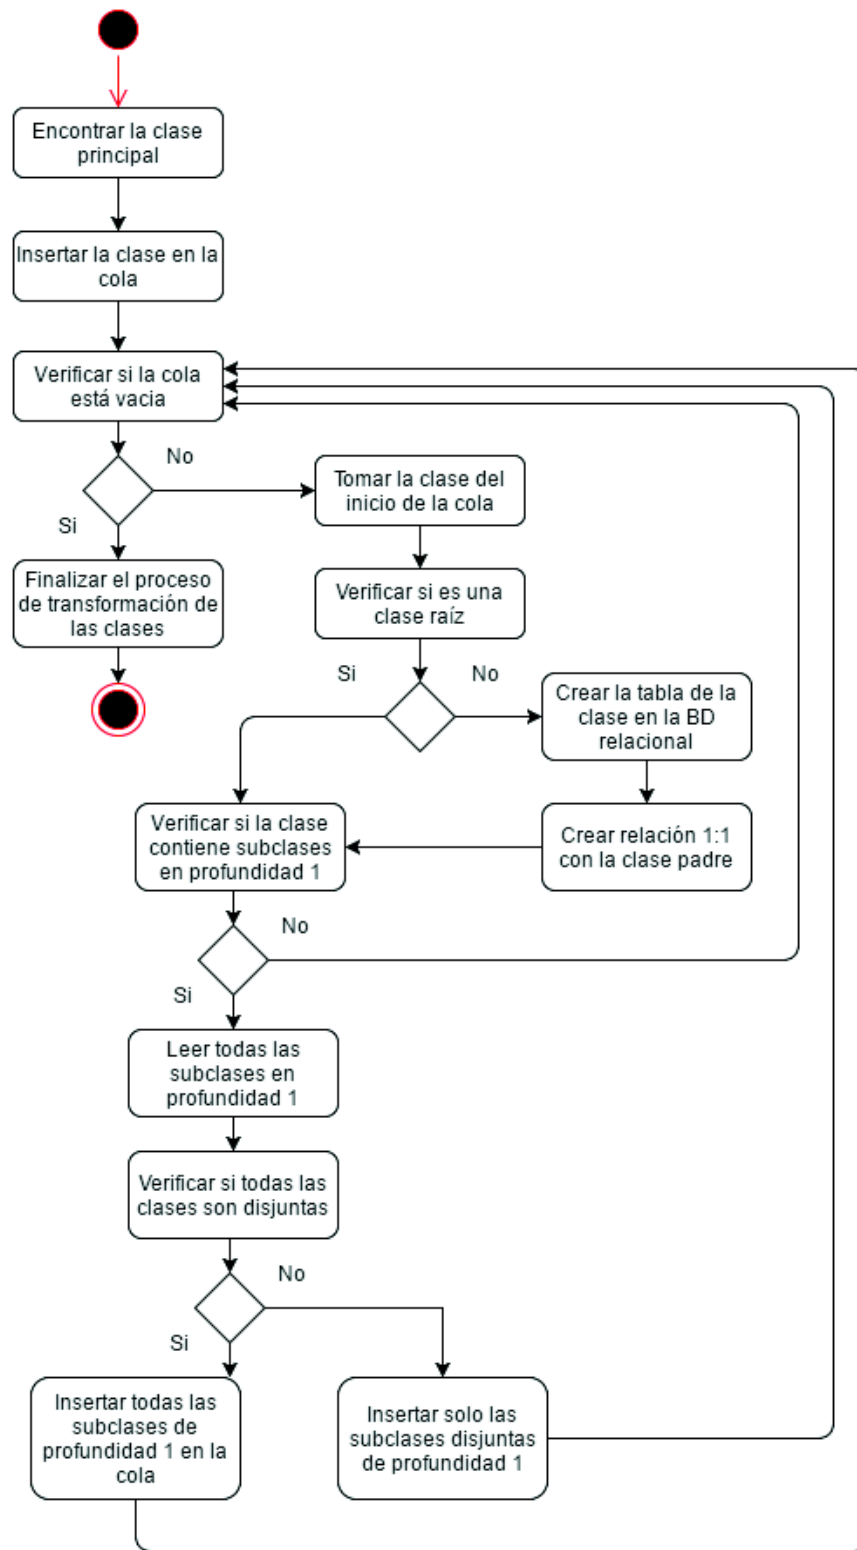 Encontrar la clase
principal
Insertar la clase en la
cola
Verificar si la cola
está vacia
No
Si
Tomar la clase del
inicio de la cola
Finalizar el proceso
de transformación de
las clases
Verificar si es una
clase raíz
Si
No
Crear la tabla de la
clase en la BD
relacional
Verificar si la clase
contiene subclases
en profundidad 1
Crear relación 1:1
con la clase padre
No
Si
Leer todas las
subclases en
profundidad 1
Verificar si todas las
clases son disjuntas
No
Si
Insertar todas las
subclases de
profundidad 1 en la
cola
Insertar solo las
subclases disjuntas
de profundidad 1